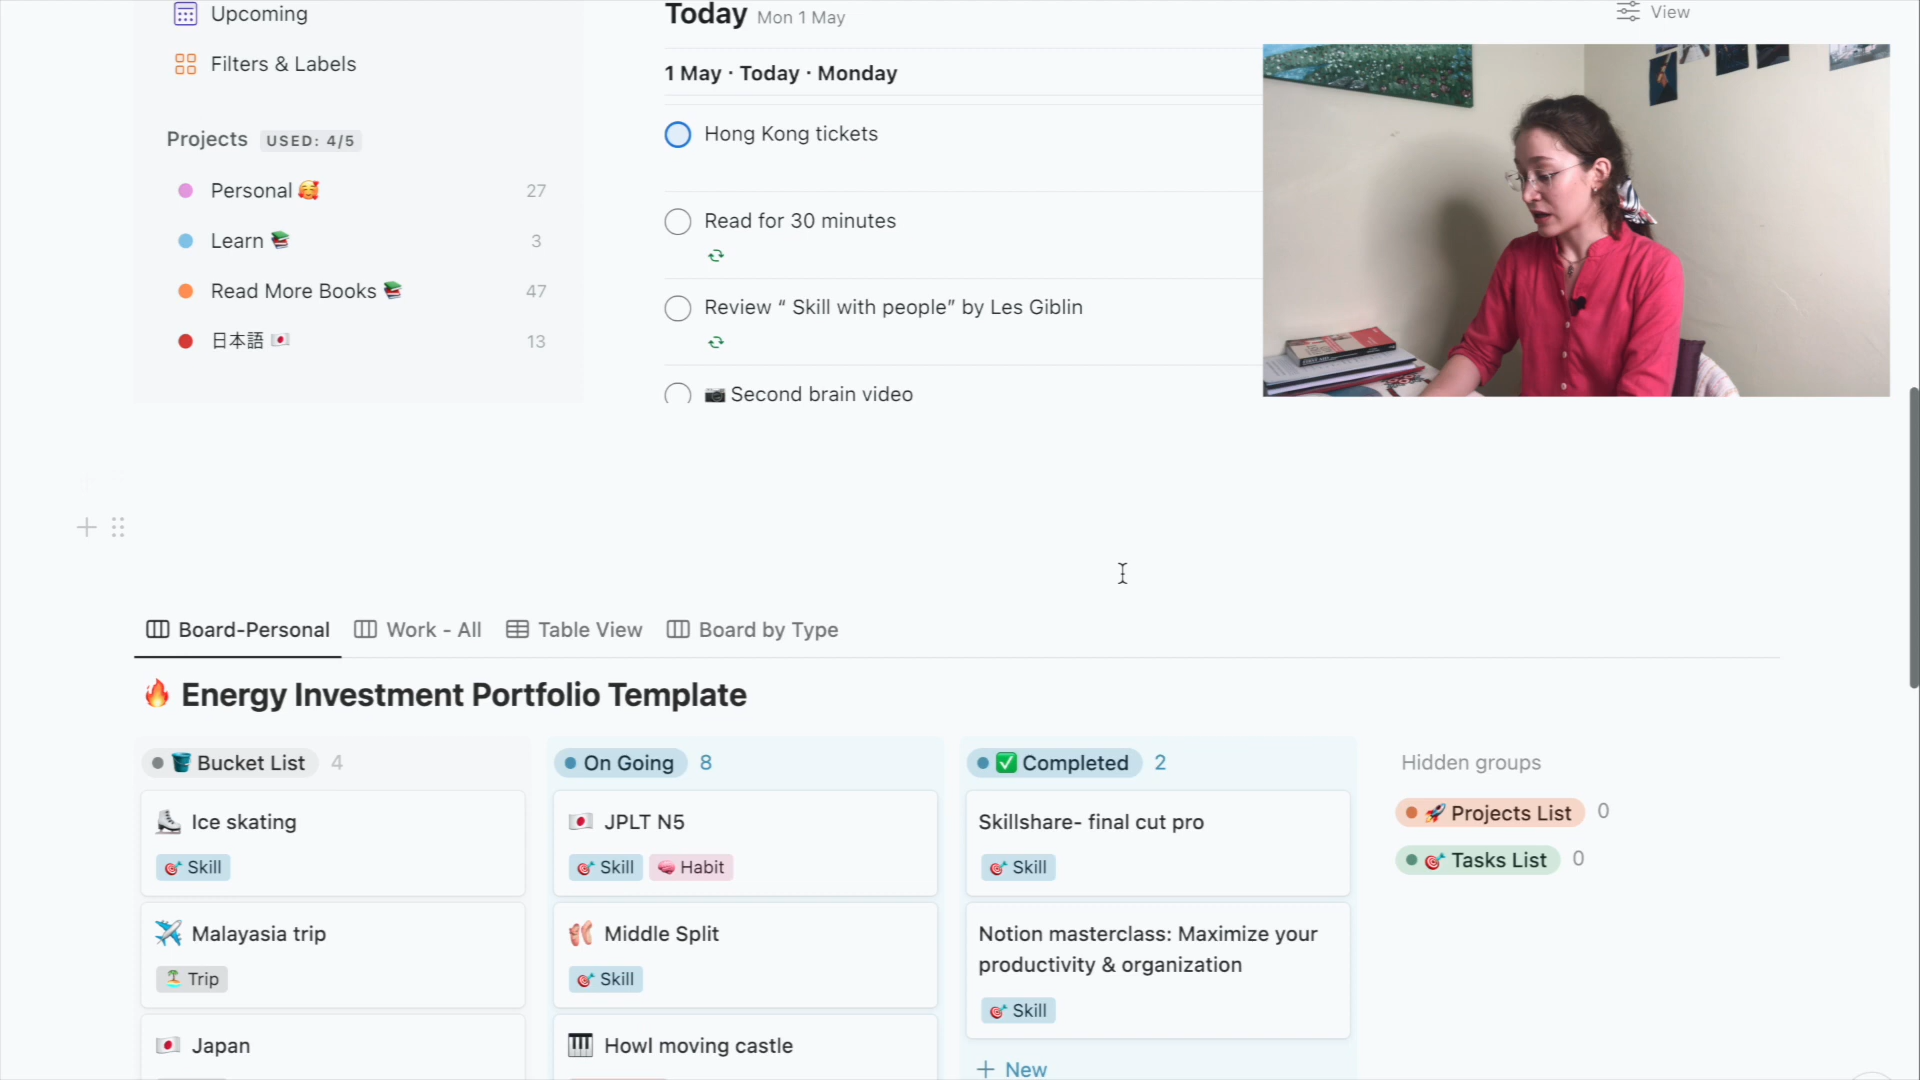 Upcoming
Filters & Labels
Projects USED: 4/5
Personal 🥰 27
Learn 📚 3
Read More Books 📚 47
日本語 🇯🇵 13
Today Mon 1 May
View
1 May · Today · Monday
Hong Kong tickets
Read for 30 minutes
Review “ Skill with people” by Les Giblin
📷 Second brain video
Board-Personal Work - All Table View Board by Type
🔥 Energy Investment Portfolio Template
🪣 Bucket List 4
⛸️ Ice skating
🎯 Skill
✈️ Malayasia trip
🏝️ Trip
🇯🇵 Japan
On Going 8
🇯🇵 JPLT N5
🎯 Skill 🧠 Habit
🩰 Middle Split
🎯 Skill
🎹 Howl moving castle
✅ Completed 2
Skillshare- final cut pro
🎯 Skill
Notion masterclass: Maximize your
productivity & organization
🎯 Skill
+ New
Hidden groups
🚀 Projects List 0
🎯 Tasks List 0